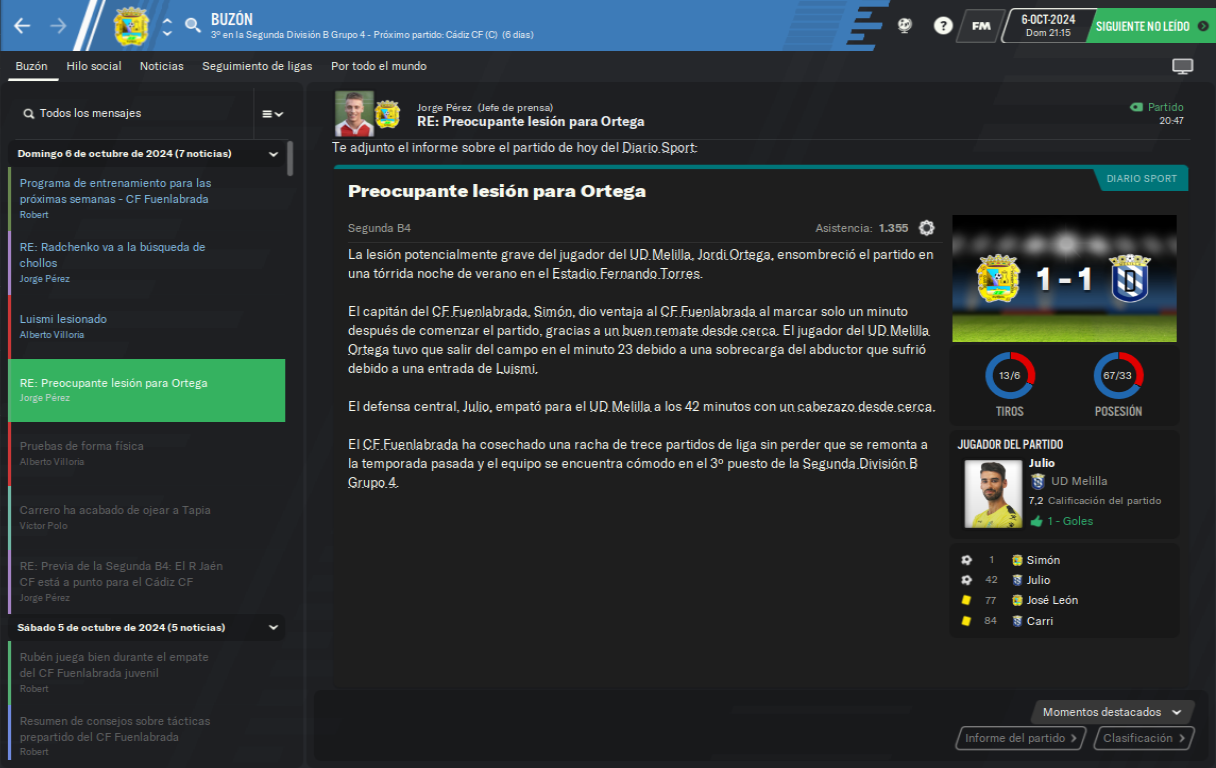 BUZÓN
3º en la Segunda División B Grupo 4 - Próximo partido: Cádiz CF (C) (6 días)
?
FM
6-OCT-2024
Dom 21:15
SIGUIENTE NO LEÍDO
Buzón Hilo social Noticias Seguimiento de ligas Por todo el mundo
Todos los mensajes
Domingo 6 de octubre de 2024 (7 noticias)
Programa de entrenamiento para las
próximas semanas - CF Fuenlabrada
Robert
RE: Radchenko va a la búsqueda de
chollos
Jorge Pérez
Luismi lesionado
Alberto Villoria
RE: Preocupante lesión para Ortega
Jorge Pérez
Pruebas de forma física
Alberto Villoria
Carrero ha acabado de ojear a Tapia
Víctor Polo
RE: Previa de la Segunda B4: El R Jaén
CF está a punto para el Cádiz CF
Jorge Pérez
Sábado 5 de octubre de 2024 (5 noticias)
Rubén juega bien durante el empate
del CF Fuenlabrada juvenil
Robert
Resumen de consejos sobre tácticas
prepartido del CF Fuenlabrada
Robert
Jorge Pérez (Jefe de prensa)
RE: Preocupante lesión para Ortega
Partido
20:47
Te adjunto el informe sobre el partido de hoy del Diario Sport:
DIARIO SPORT
Preocupante lesión para Ortega
Segunda B4
Asistencia: 1.355
La lesión potencialmente grave del jugador del UD Melilla, Jordi Ortega, ensombreció el partido en
una tórrida noche de verano en el Estadio Fernando Torres.
El capitán del CF Fuenlabrada, Simón, dio ventaja al CF Fuenlabrada al marcar solo un minuto
después de comenzar el partido, gracias a un buen remate desde cerca. El jugador del UD Melilla
Ortega tuvo que salir del campo en el minuto 23 debido a una sobrecarga del abductor que sufrió
debido a una entrada de Luismi.
El defensa central, Julio, empató para el UD Melilla a los 42 minutos con un cabezazo desde cerca.
El CF Fuenlabrada ha cosechado una racha de trece partidos de liga sin perder que se remonta a
la temporada pasada y el equipo se encuentra cómodo en el 3º puesto de la Segunda División B
Grupo 4.
1 - 1
13/6
TIROS
67/33
POSESIÓN
JUGADOR DEL PARTIDO
Julio
UD Melilla
7,2 Calificación del partido
1 - Goles
1 Simón
42 Julio
77 José León
84 Carri
Momentos destacados
Informe del partido
Clasificación